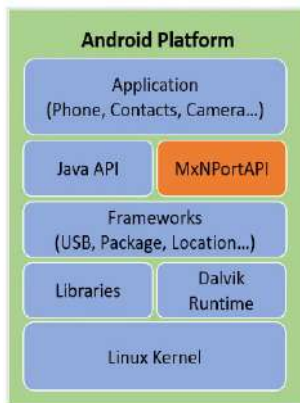 Android Platform
Application
(Phone, Contacts, Camera...)
Java API
MxNPortAPI
Frameworks
(USB, Package, Location...)
Libraries
Dalvik
Runtime
Linux Kernel